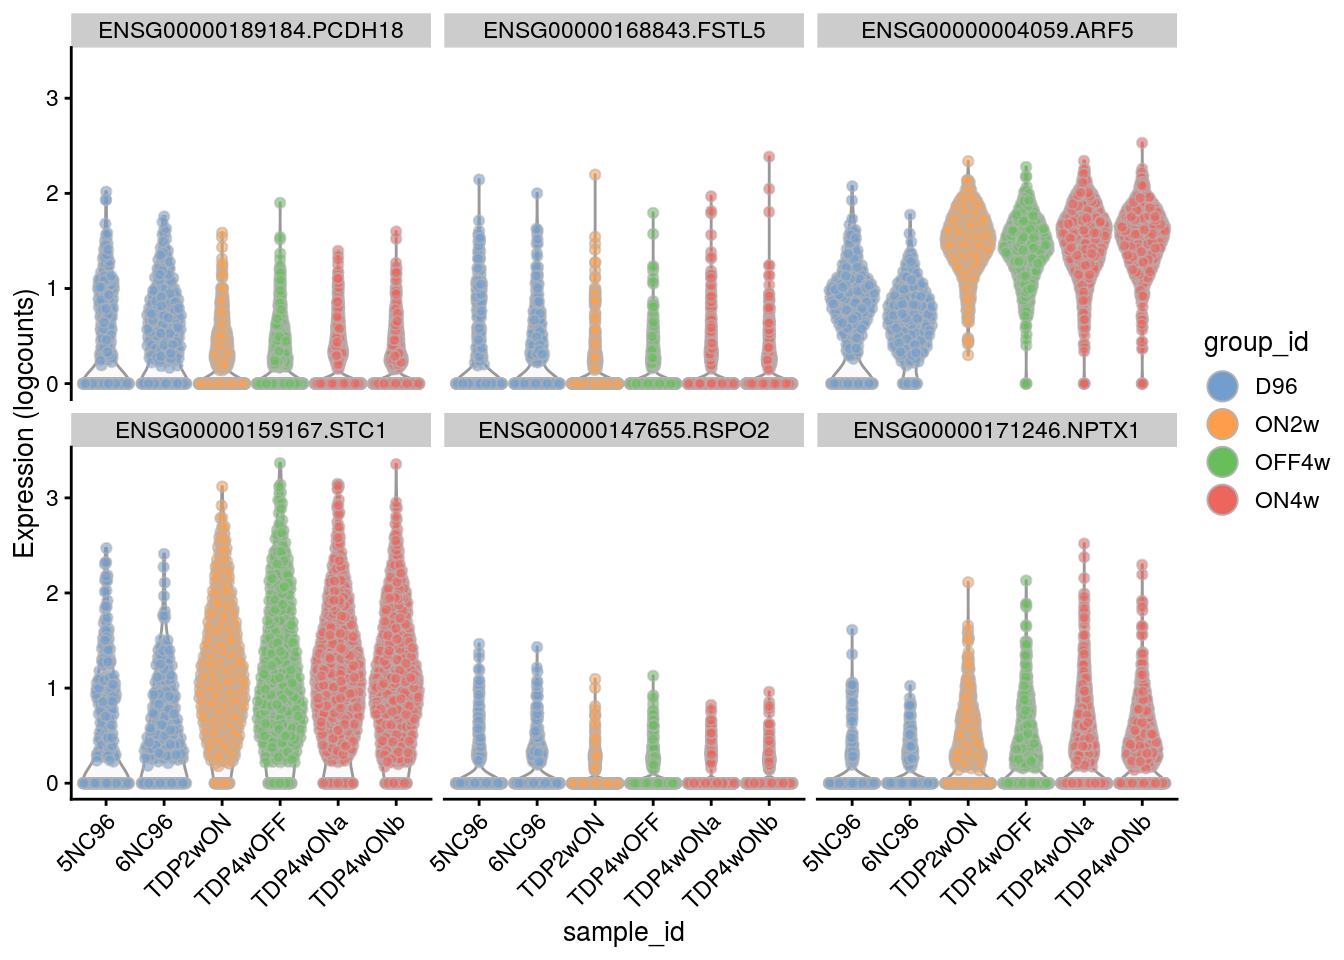 ENSG00000189184.PCDH18 ENSG00000168843.FSTL5 ENSG00000004059.ARF5
3
2
1
0
ENSG00000159167.STC1 ENSG00000147655.RSPO2 ENSG00000171246.NPTX1
3
2
1
0
Expression (logcounts)
5NC96 6NC96 TDP2wON TDP4wOFF TDP4wONa TDP4wONb 5NC96 6NC96 TDP2wON TDP4wOFF TDP4wONa TDP4wONb 5NC96 6NC96 TDP2wON TDP4wOFF TDP4wONa TDP4wONb
sample_id
group_id
D96
ON2w
OFF4w
ON4w